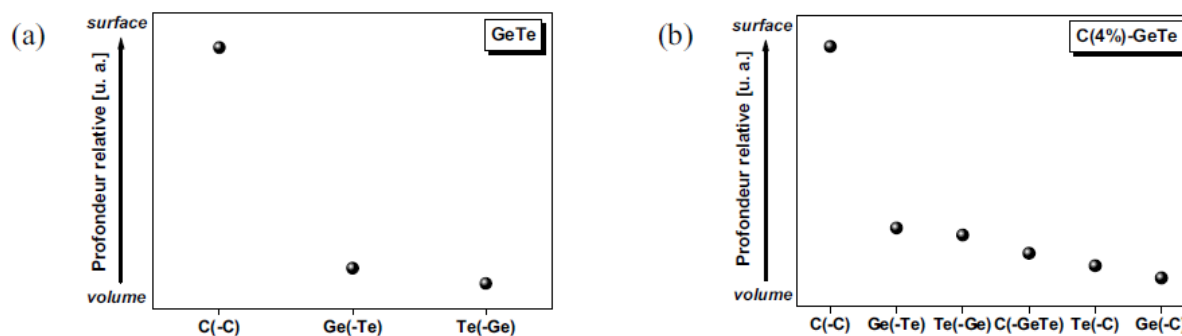 (a)
surface
GeTe
Profondeur relative [u. a.]
volume
C(-C) Ge(-Te) Te(-Ge)
(b)
surface
C(4%)-GeTe
Profondeur relative [u. a.]
volume
C(-C) Ge(-Te) Te(-Ge) C(-GeTe) Te(-C) Ge(-C)